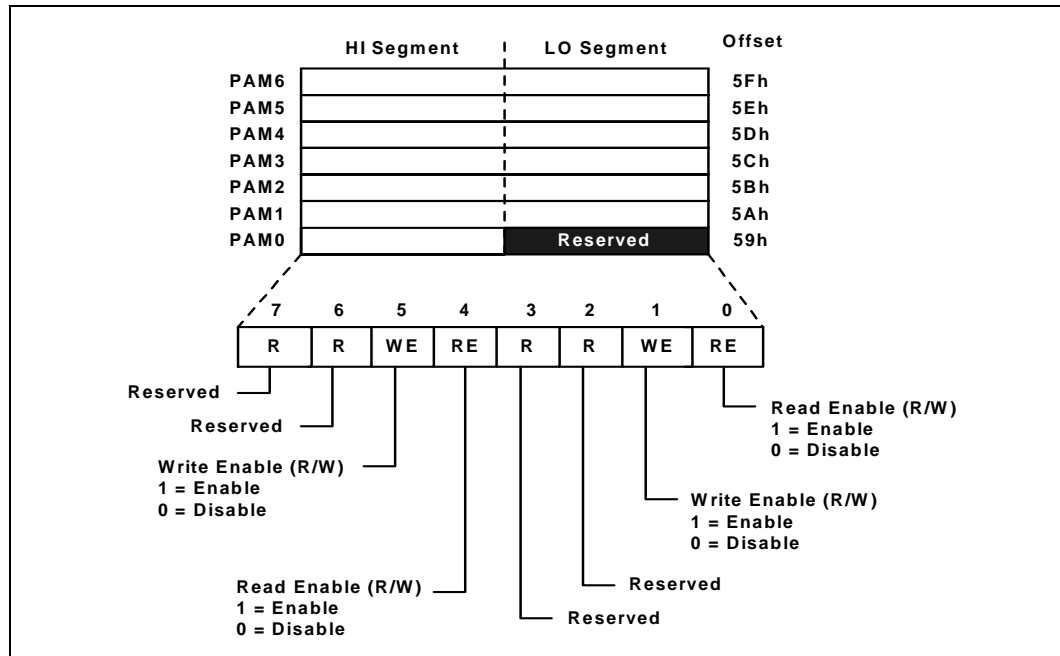 HI Segment LO Segment Offset
PAM6 5Fh
PAM5 5Eh
PAM4 5Dh
PAM3 5Ch
PAM2 5Bh
PAM1 5Ah
PAM0 Reserved 59h
7 6 5 4 3 2 1 0
R R WE RE R R WE RE
Reserved
Reserved
Write Enable (R/W)
1 = Enable
0 = Disable
Read Enable (R/W)
1 = Enable
0 = Disable
Reserved
Reserved
Write Enable (R/W)
1 = Enable
0 = Disable
Read Enable (R/W)
1 = Enable
0 = Disable